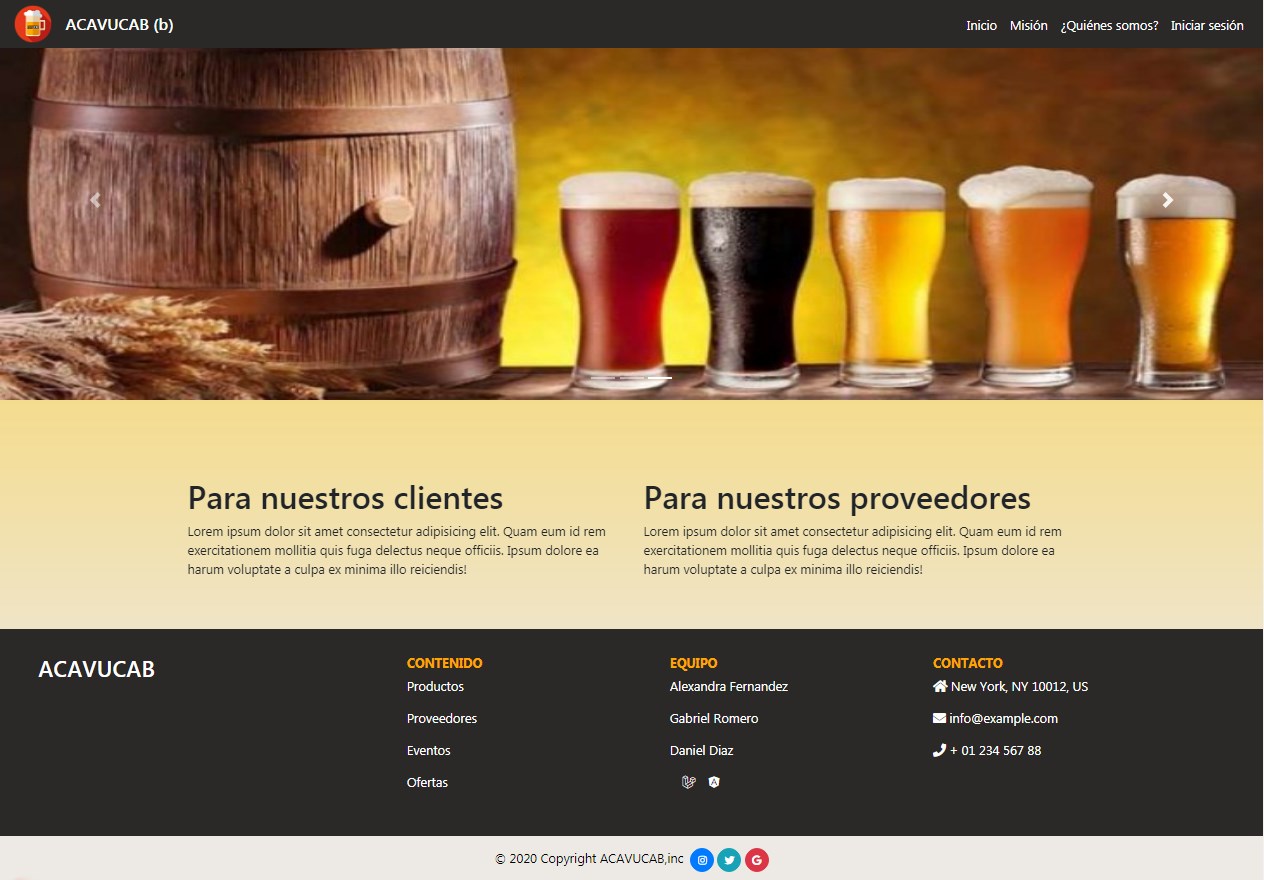 ACAVUCAB (b)
Inicio Misión ¿Quiénes somos? Iniciar sesión
Para nuestros clientes
Lorem ipsum dolor sit amet consectetur adipisicing elit. Quam eum id rem
exercitationem mollitia quis fuga delectus neque officiis. Ipsum dolore ea
harum voluptate a culpa ex minima illo reiciendis!
Para nuestros proveedores
Lorem ipsum dolor sit amet consectetur adipisicing elit. Quam eum id rem
exercitationem mollitia quis fuga delectus neque officiis. Ipsum dolore ea
harum voluptate a culpa ex minima illo reiciendis!
ACAVUCAB
CONTENIDO
Productos
Proveedores
Eventos
Ofertas
EQUIPO
Alexandra Fernandez
Gabriel Romero
Daniel Diaz
CONTACTO
New York, NY 10012, US
info@example.com
+ 01 234 567 88
© 2020 Copyright ACAVUCAB,inc